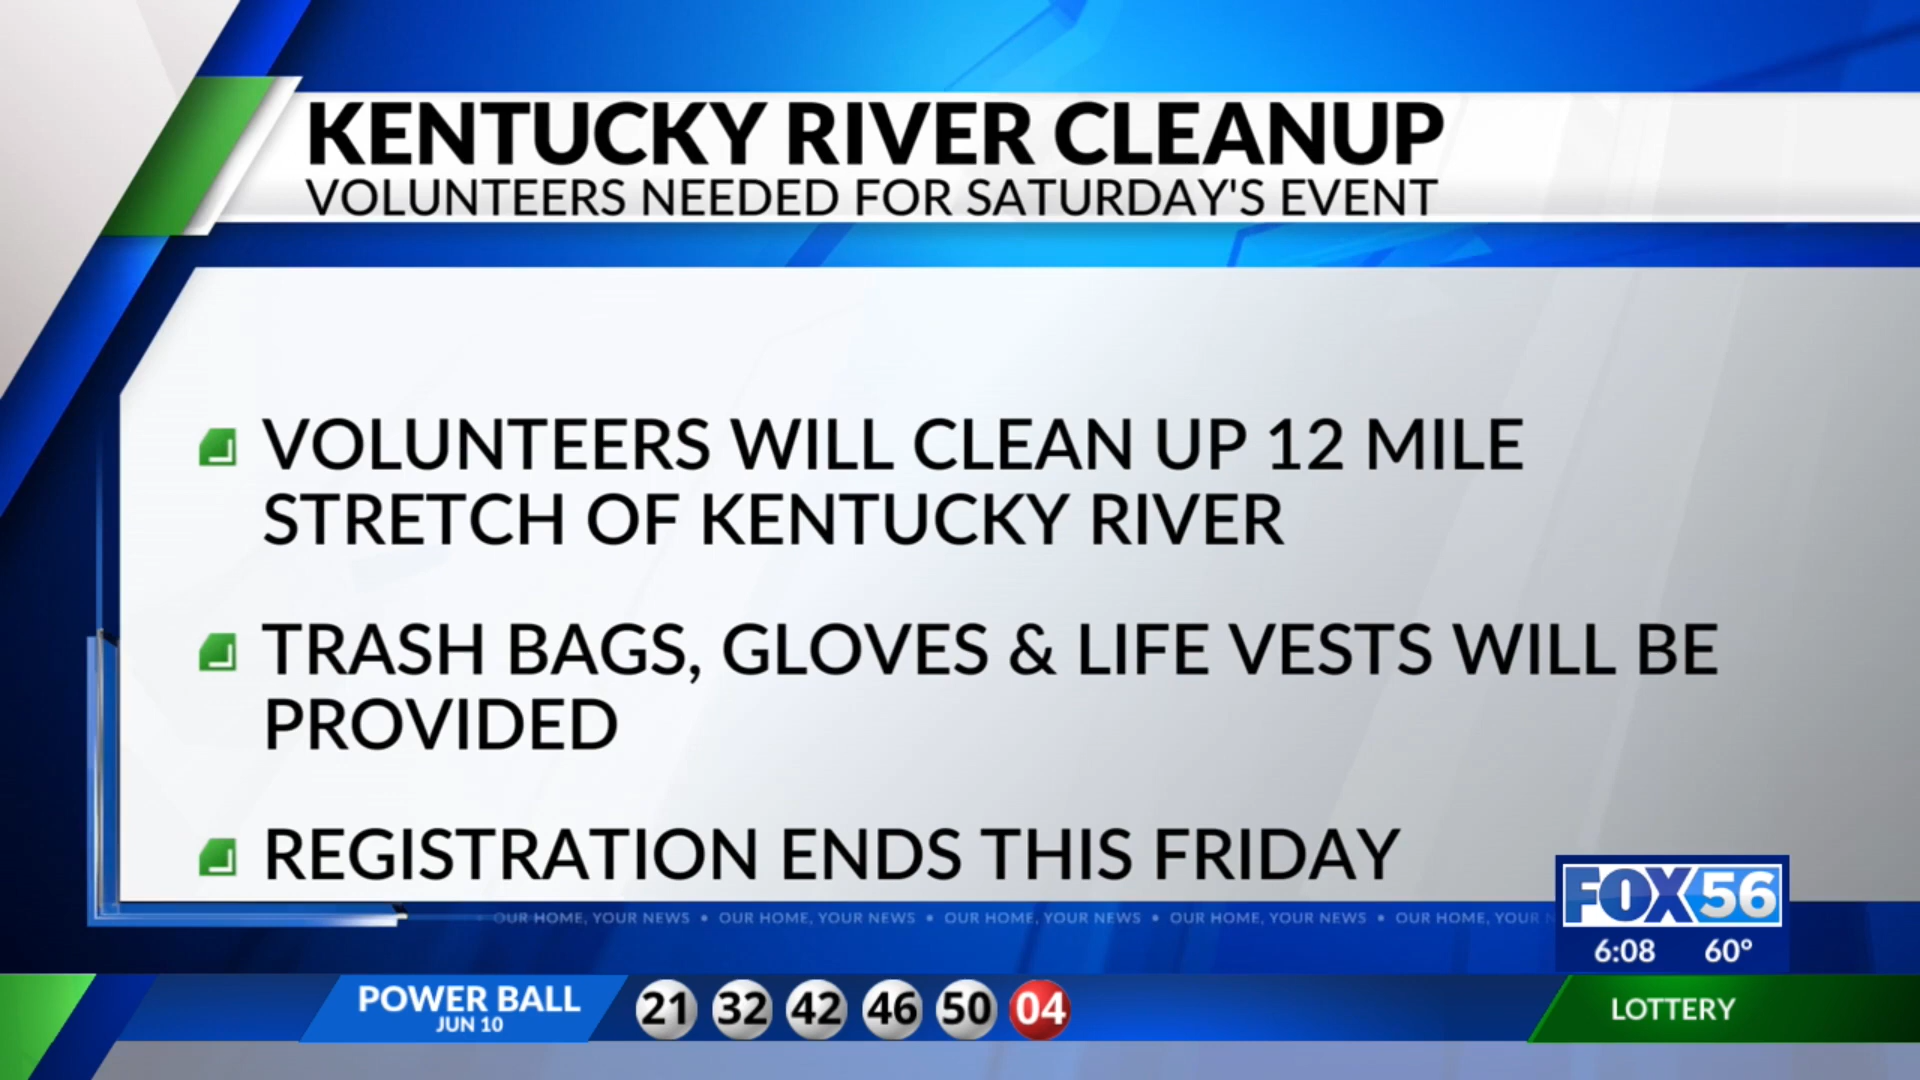 KENTUCKY RIVER CLEANUP
VOLUNTEERS NEEDED FOR SATURDAY'S EVENT
VOLUNTEERS WILL CLEAN UP 12 MILE
STRETCH OF KENTUCKY RIVER
TRASH BAGS, GLOVES & LIFE VESTS WILL BE
PROVIDED
REGISTRATION ENDS THIS FRIDAY
OUR HOME, YOUR NEWS • OUR HOME, YOUR NEWS • OUR HOME, YOUR NEWS • OUR HOME, YOUR NEWS • OUR HOME, YOUR N
FOX 56
6:08 60°
POWER BALL
JUN 10
21 32 42 46 50 04
LOTTERY